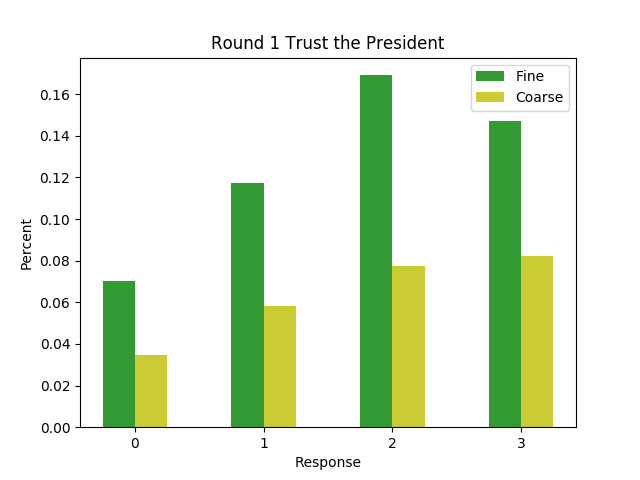 Round 1 Trust the President
Fine
Coarse
Percent
0.16
0.14
0.12
0.10
0.08
0.06
0.04
0.02
0.00
0 1 2 3
Response